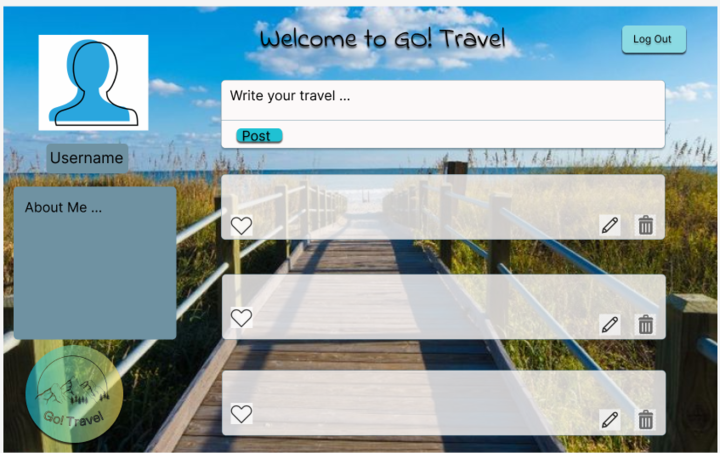 Welcome to GO! Travel
Log Out
Write your travel ...
Post
Username
About Me ...
Go! Travel